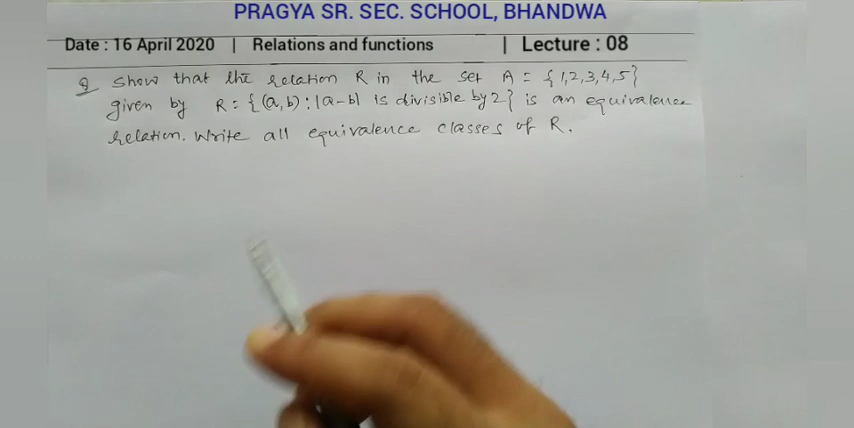 PRAGYA SR. SEC. SCHOOL, BHANDWA
Date : 16 April 2020 | Relations and functions | Lecture : 08
Q Show that the relation R in the set A = {1,2,3,4,5}
given by R = {(a,b) : |a-b| is divisible by 2} is an equivalence
relation. Write all equivalence classes of R.